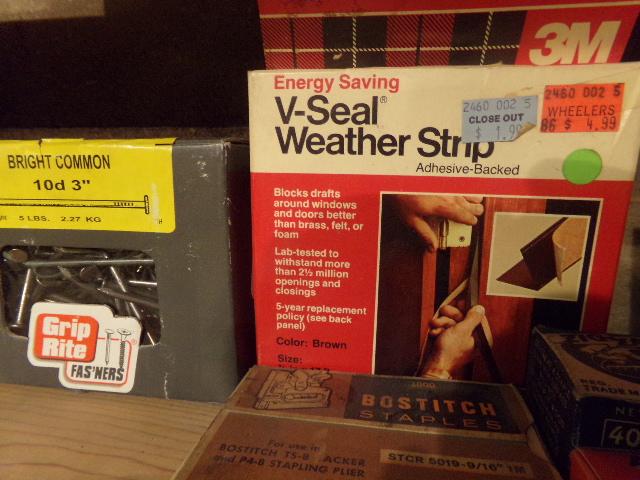 3M
Energy Saving
V-Seal®
Weather Strip
Adhesive-Backed
2460 002 5
CLOSE OUT
2460 002 5
WHEELERS
86 $ 4.99
Blocks drafts
around windows
and doors better
than brass, felt, or
foam
Lab-tested to
withstand more
than 2½ million
openings and
closings
5-year replacement
policy (see back
panel)
Color: Brown
Size:
BRIGHT COMMON
10d 3"
5 LBS. 2.27 KG
Grip
Rite
FAS'NERS
BOSTITCH
STAPLES
For use in
BOSTITCH T5-8 ACKER
and P4-8 STAPLING PLIER
STCR 5019-9/16" 1M
REG. TRADE M
40